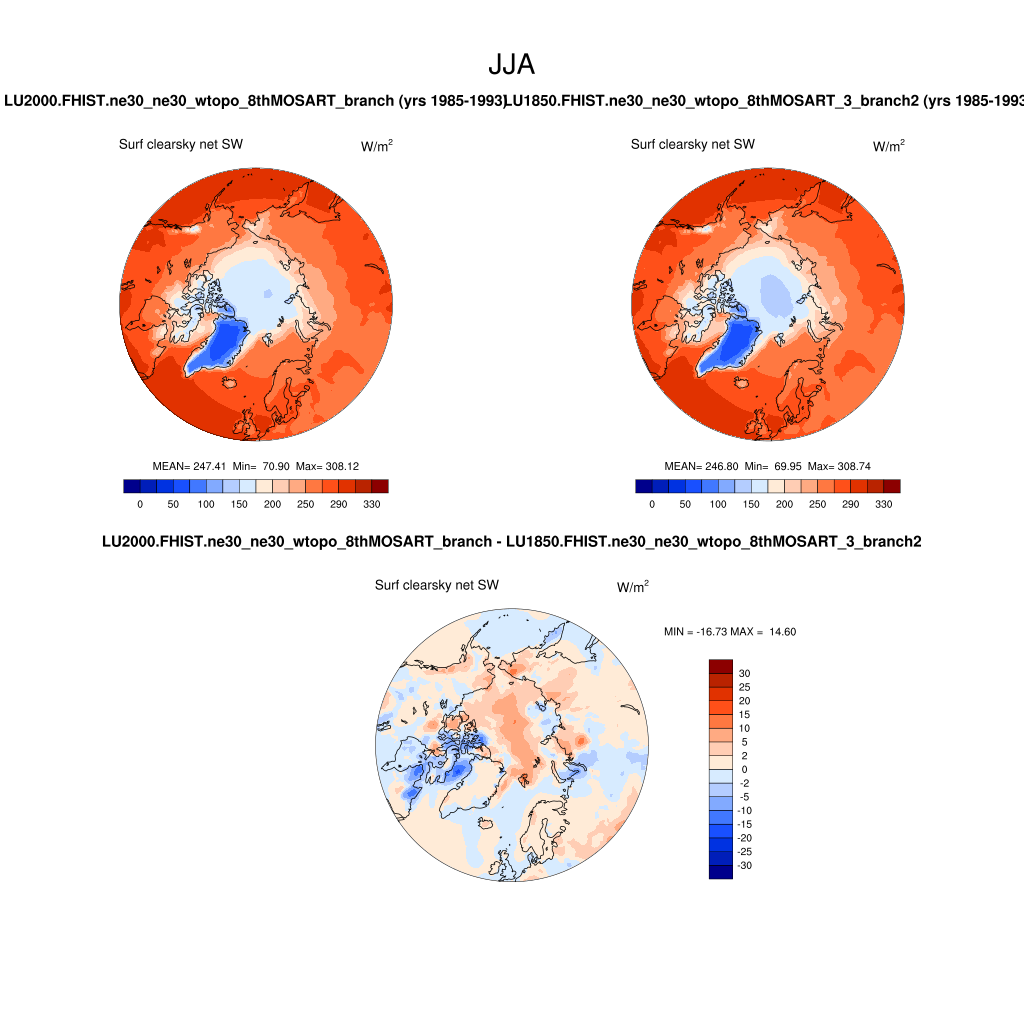 JJA
LU2000.FHIST.ne30_ne30_wtopo_8thMOSART_branch (yrs 1985-1993)
LU1850.FHIST.ne30_ne30_wtopo_8thMOSART_3_branch2 (yrs 1985-1993
Surf clearsky net SW W/m2
Surf clearsky net SW W/m2
MEAN= 247.41 Min= 70.90 Max= 308.12
MEAN= 246.80 Min= 69.95 Max= 308.74
0 50 100 150 200 250 290 330
0 50 100 150 200 250 290 330
LU2000.FHIST.ne30_ne30_wtopo_8thMOSART_branch - LU1850.FHIST.ne30_ne30_wtopo_8thMOSART_3_branch2
Surf clearsky net SW W/m2
MIN = -16.73 MAX = 14.60
30
25
20
15
10
5
2
0
-2
-5
-10
-15
-20
-25
-30